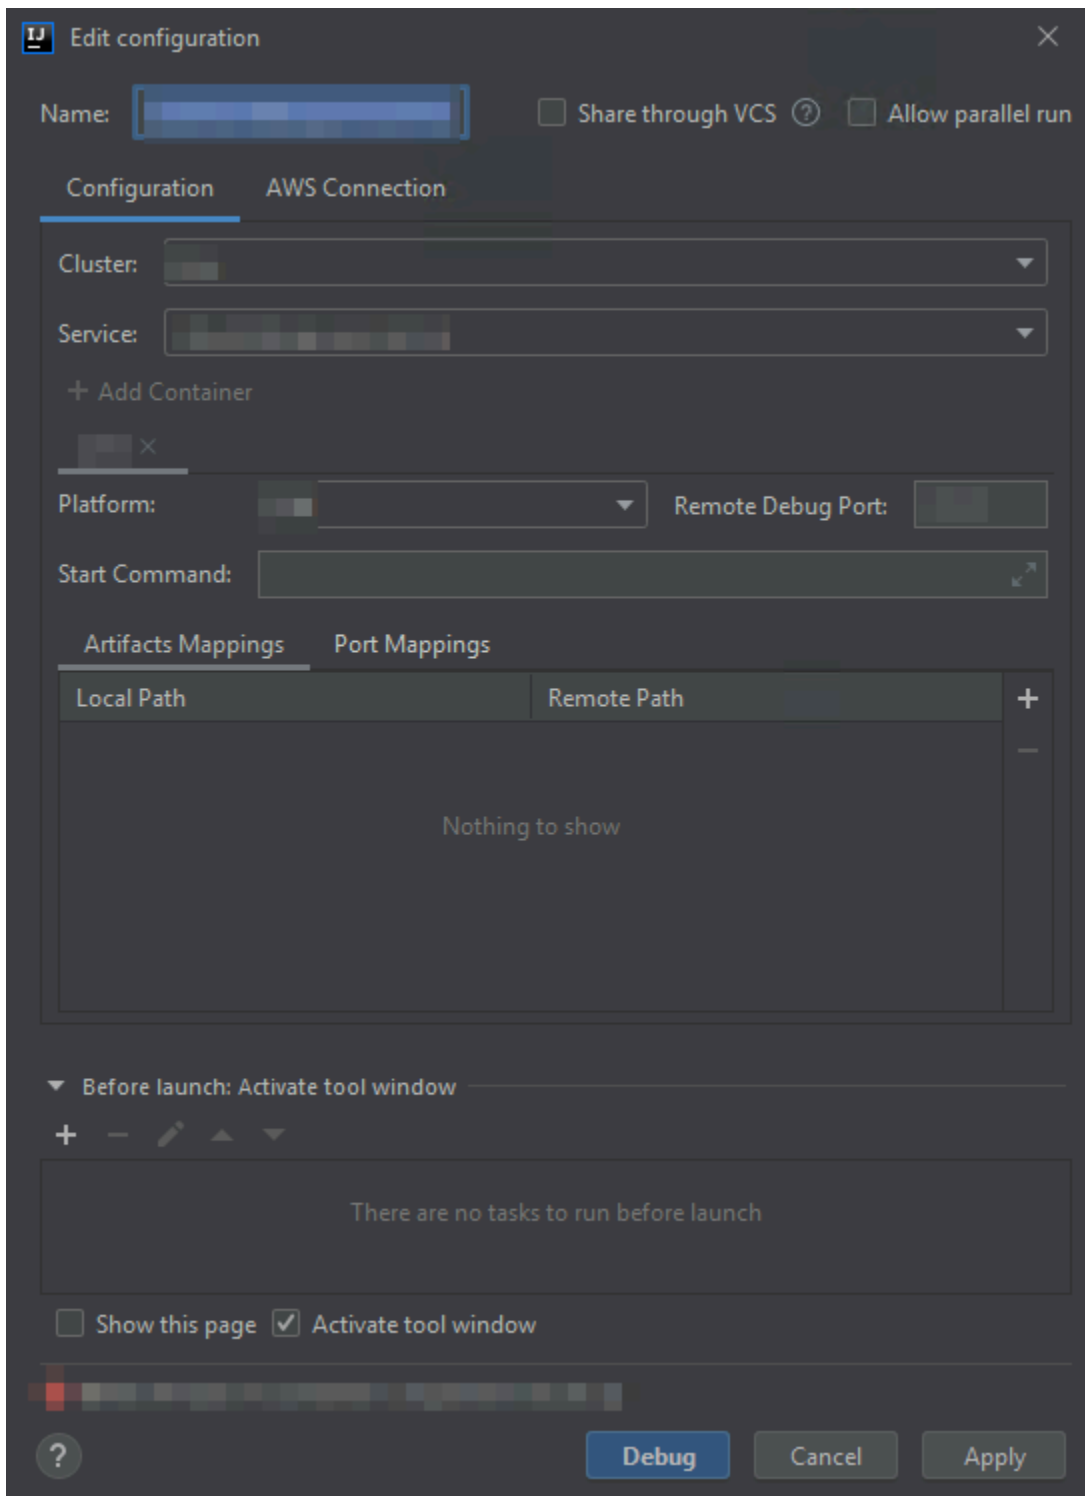 IJ Edit configuration
Name: Share through VCS ? Allow parallel run
Configuration AWS Connection
Cluster:
Service:
+ Add Container
Platform: Remote Debug Port:
Start Command:
Artifacts Mappings Port Mappings
Local Path Remote Path
Nothing to show
Before launch: Activate tool window
There are no tasks to run before launch
Show this page Activate tool window
? Debug Cancel Apply